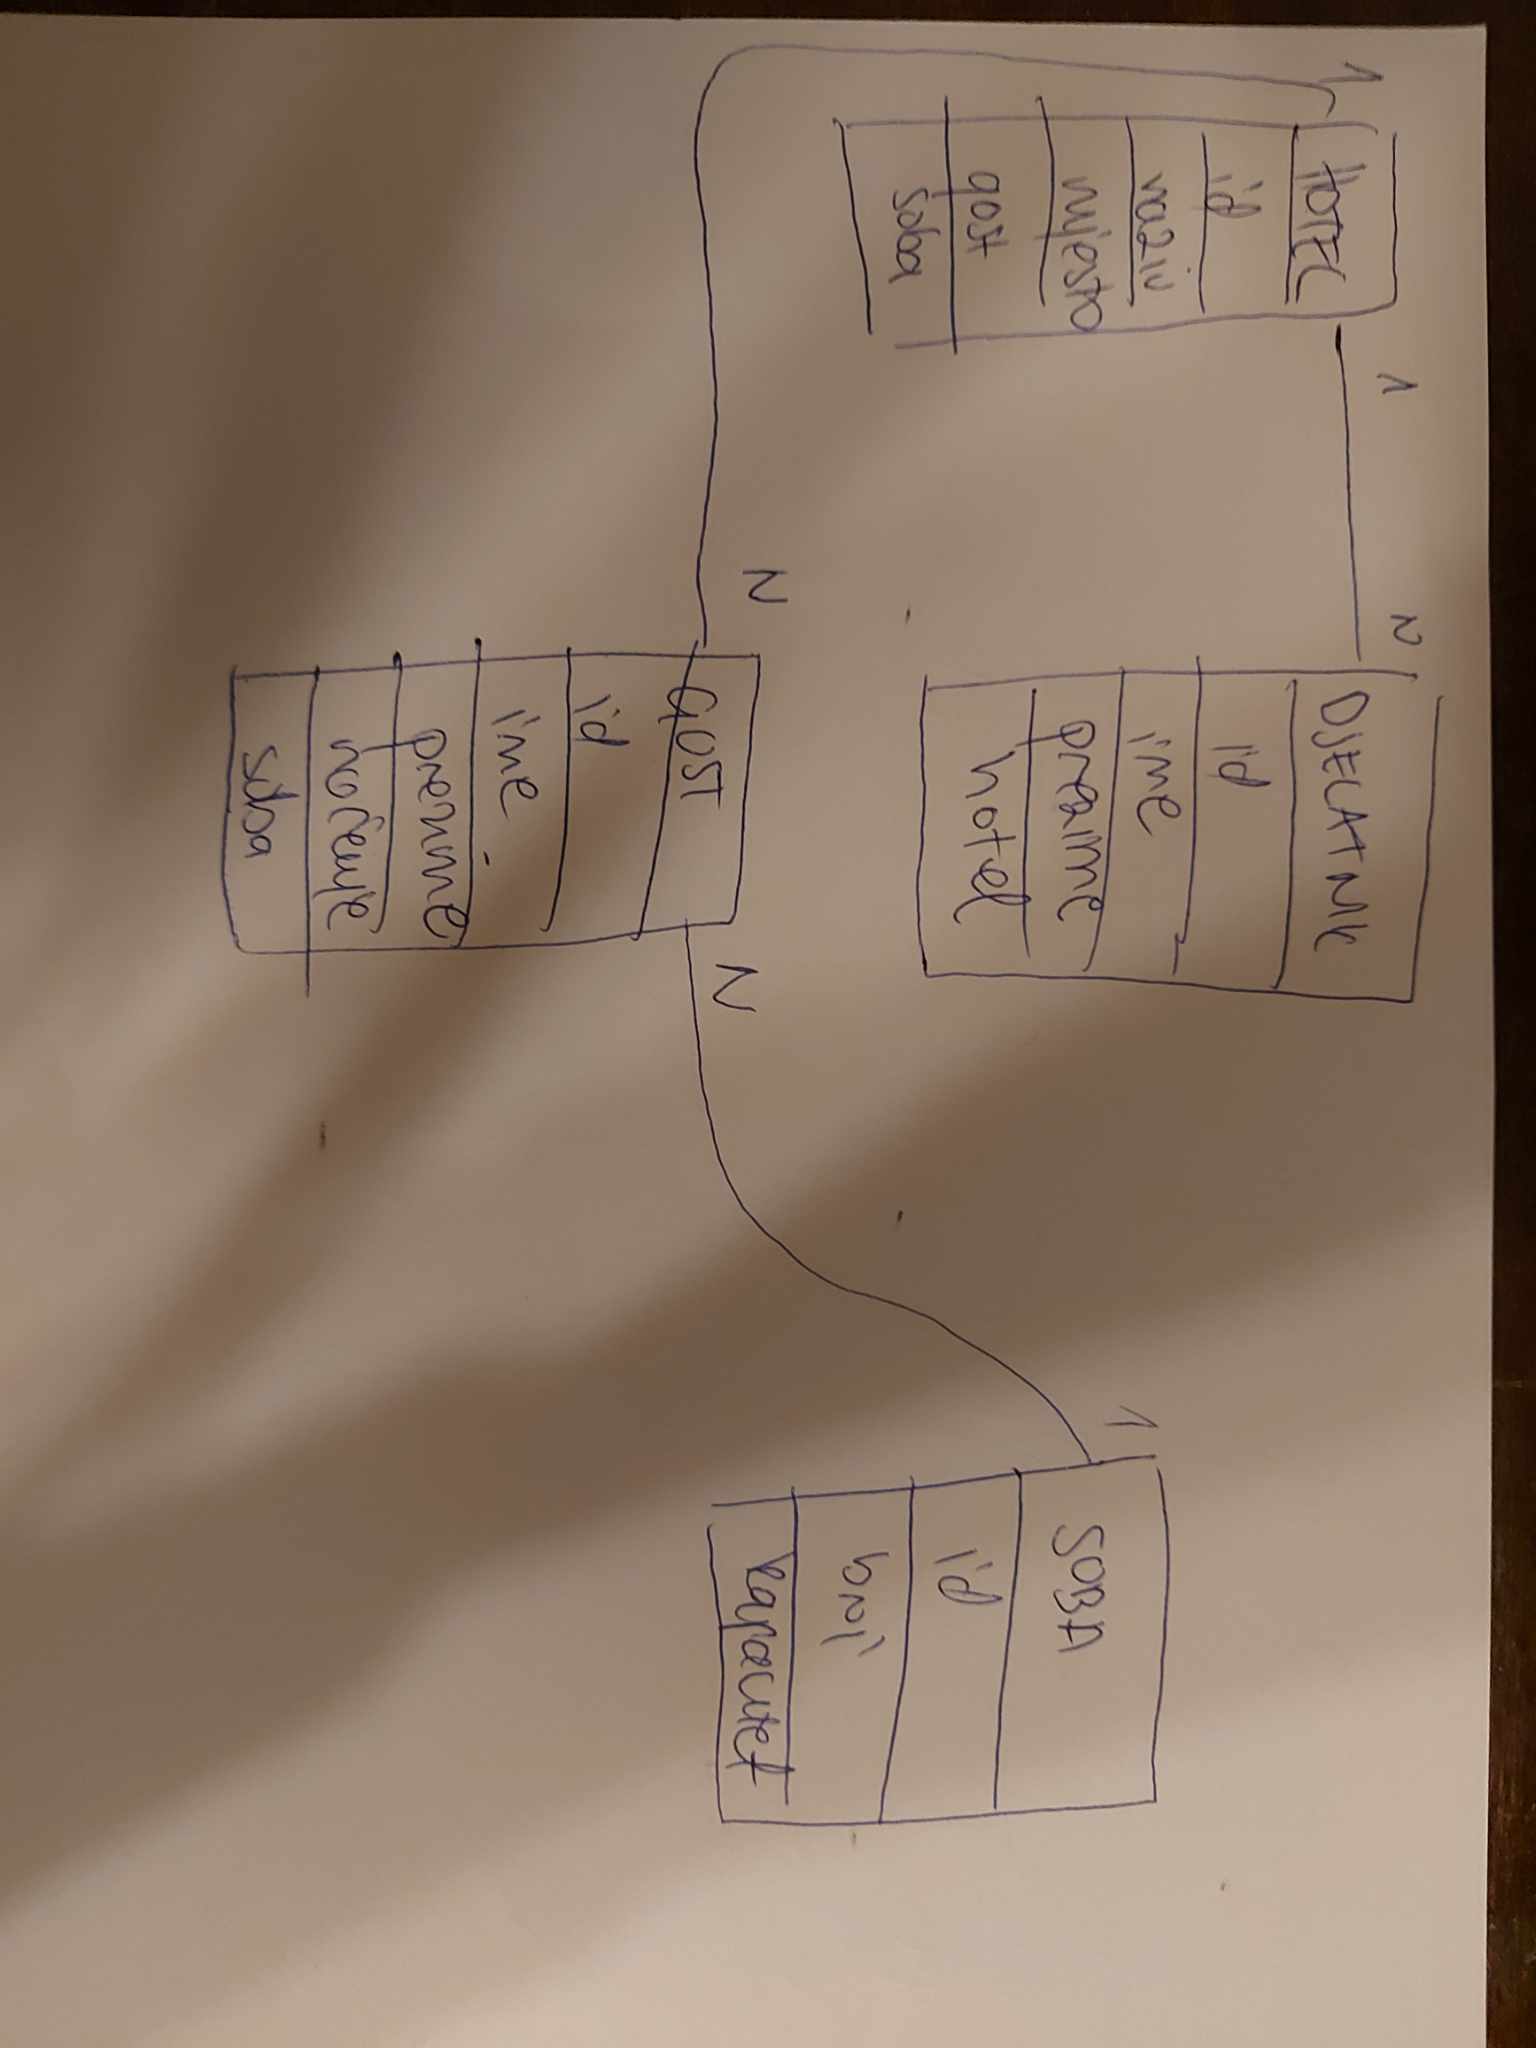 1
HOTEL
id
naziv
mjesto
gost
soba
1
N
DJELATNIK
id
ime
prezime
hotel
1
SOBA
id
broj
kapacitet
N
GOST
N
id
ime
prezime
noćenje
soba